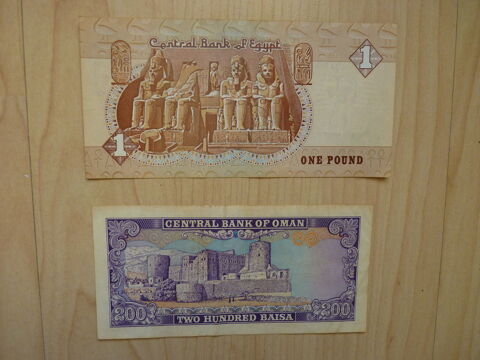 Central Bank of Egypt
1
1
ONE POUND
CENTRAL BANK OF OMAN
200
200
TWO HUNDRED BAISA